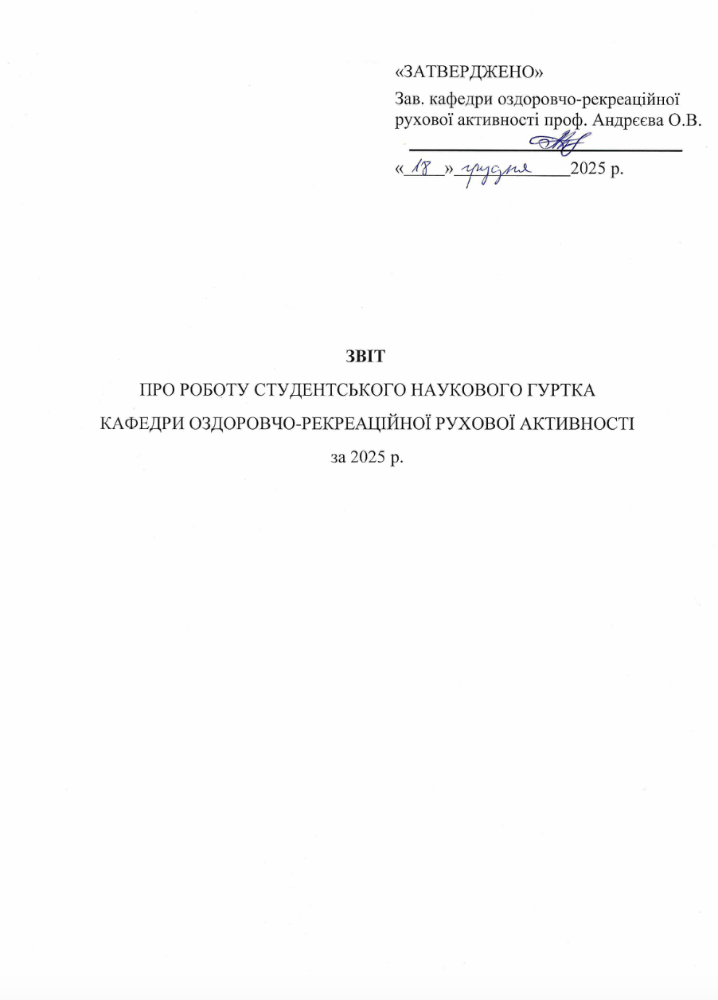 «ЗАТВЕРДЖЕНО»
Зав. кафедри оздоровчо-рекреаційної
рухової активності проф. Андрєєва О.В.
«18» грудня 2025 р.
ЗВІТ
ПРО РОБОТУ СТУДЕНТСЬКОГО НАУКОВОГО ГУРТКА
КАФЕДРИ ОЗДОРОВЧО-РЕКРЕАЦІЙНОЇ РУХОВОЇ АКТИВНОСТІ
за 2025 р.